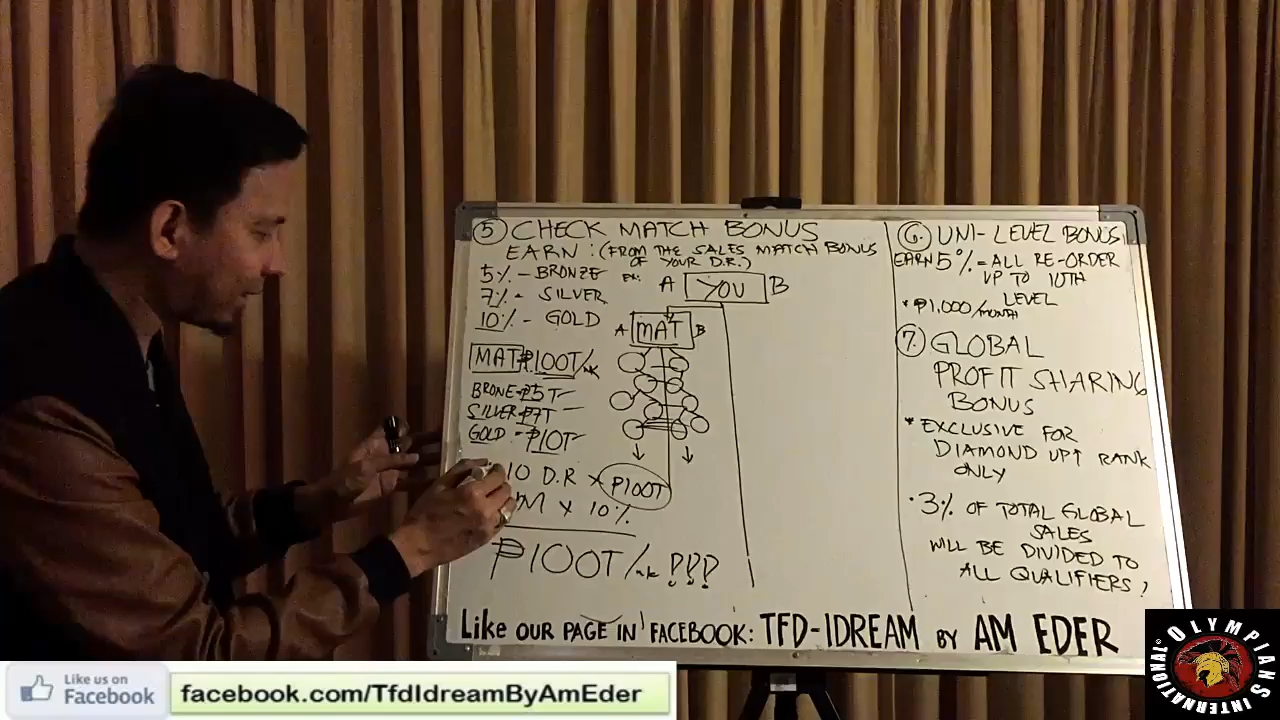 5 CHECK MATCH BONUS
EARN : (FROM THE SALES MATCH BONUS
OF YOUR D.R.)
5% - BRONZE
7% - SILVER
10% - GOLD
EX:
A YOU B
A MAT B
MAT ₱100T/wk
BRONE-₱5T
SILVER-₱7T
GOLD - ₱10T
10 D.R x ₱100T
M x 10%
₱100T/wk ???
6. UNI-LEVEL BONUS
EARN 5% = ALL RE-ORDER
UP TO 10TH
LEVEL
* ₱1,000/MONTH
7. GLOBAL
PROFIT SHARING
BONUS
* EXCLUSIVE FOR
DIAMOND UP↑ RANK
ONLY
· 3% OF TOTAL GLOBAL
SALES
WILL BE DIVIDED TO
ALL QUALIFIERS!
Like OUR PAGE IN FACEBOOK: TFD-IDREAM BY AM EDER
Like us on
Facebook
facebook.com/TfdIdreamByAmEder
OLYMPIANS INTERNATIONAL